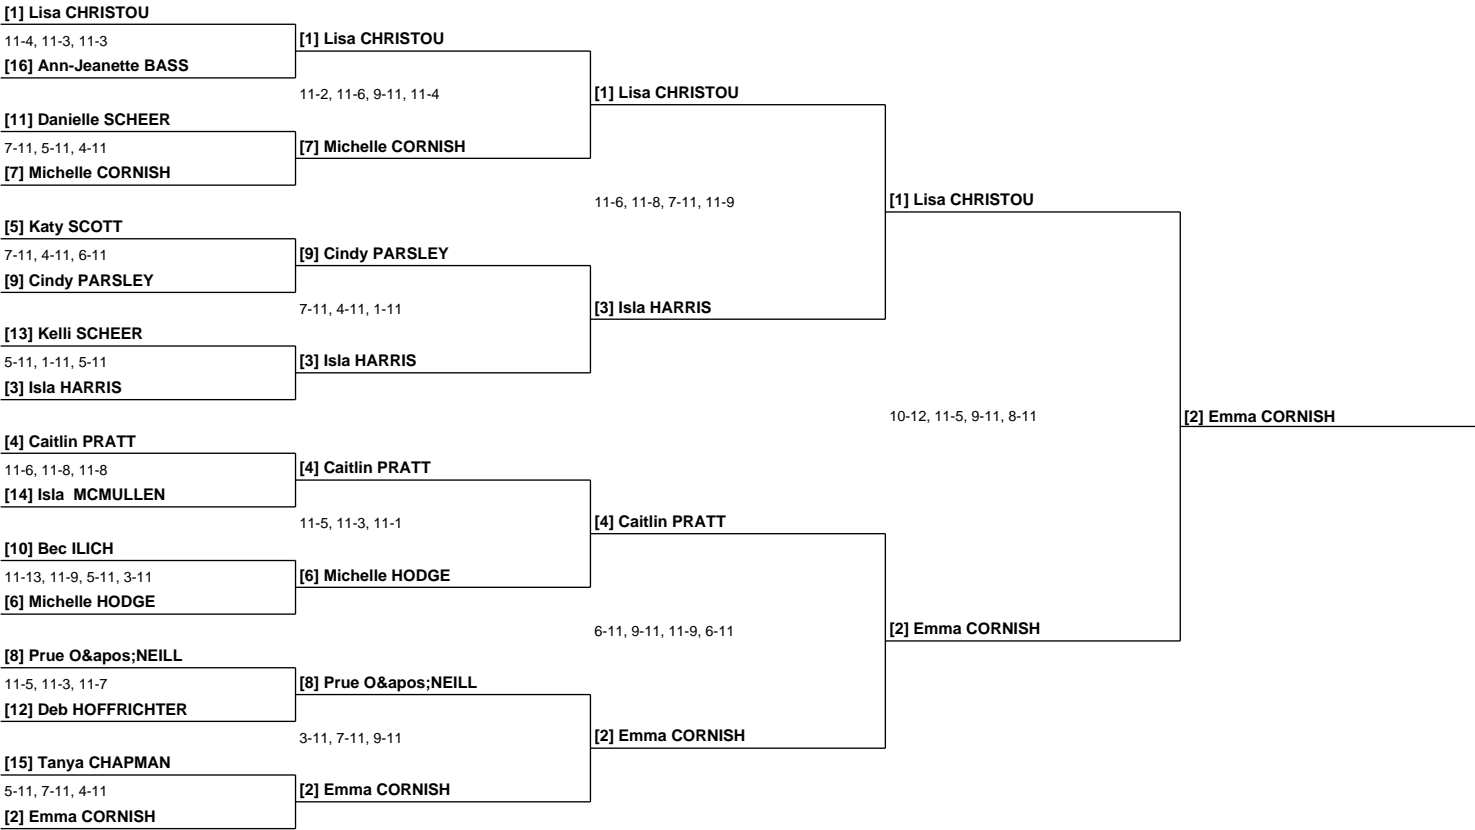 [1] Lisa CHRISTOU
11-4, 11-3, 11-3
[16] Ann-Jeanette BASS
[11] Danielle SCHEER
7-11, 5-11, 4-11
[7] Michelle CORNISH
[5] Katy SCOTT
7-11, 4-11, 6-11
[9] Cindy PARSLEY
[13] Kelli SCHEER
5-11, 1-11, 5-11
[3] Isla HARRIS
[4] Caitlin PRATT
11-6, 11-8, 11-8
[14] Isla  MCMULLEN
[10] Bec ILICH
11-13, 11-9, 5-11, 3-11
[6] Michelle HODGE
[8] Prue O&apos;NEILL
11-5, 11-3, 11-7
[12] Deb HOFFRICHTER
[15] Tanya CHAPMAN
5-11, 7-11, 4-11
[2] Emma CORNISH
[1] Lisa CHRISTOU
11-2, 11-6, 9-11, 11-4
[7] Michelle CORNISH
[9] Cindy PARSLEY
7-11, 4-11, 1-11
[3] Isla HARRIS
[4] Caitlin PRATT
11-5, 11-3, 11-1
[6] Michelle HODGE
[8] Prue O&apos;NEILL
3-11, 7-11, 9-11
[2] Emma CORNISH
[1] Lisa CHRISTOU
11-6, 11-8, 7-11, 11-9
[3] Isla HARRIS
[4] Caitlin PRATT
6-11, 9-11, 11-9, 6-11
[2] Emma CORNISH
[1] Lisa CHRISTOU
10-12, 11-5, 9-11, 8-11
[2] Emma CORNISH
[2] Emma CORNISH